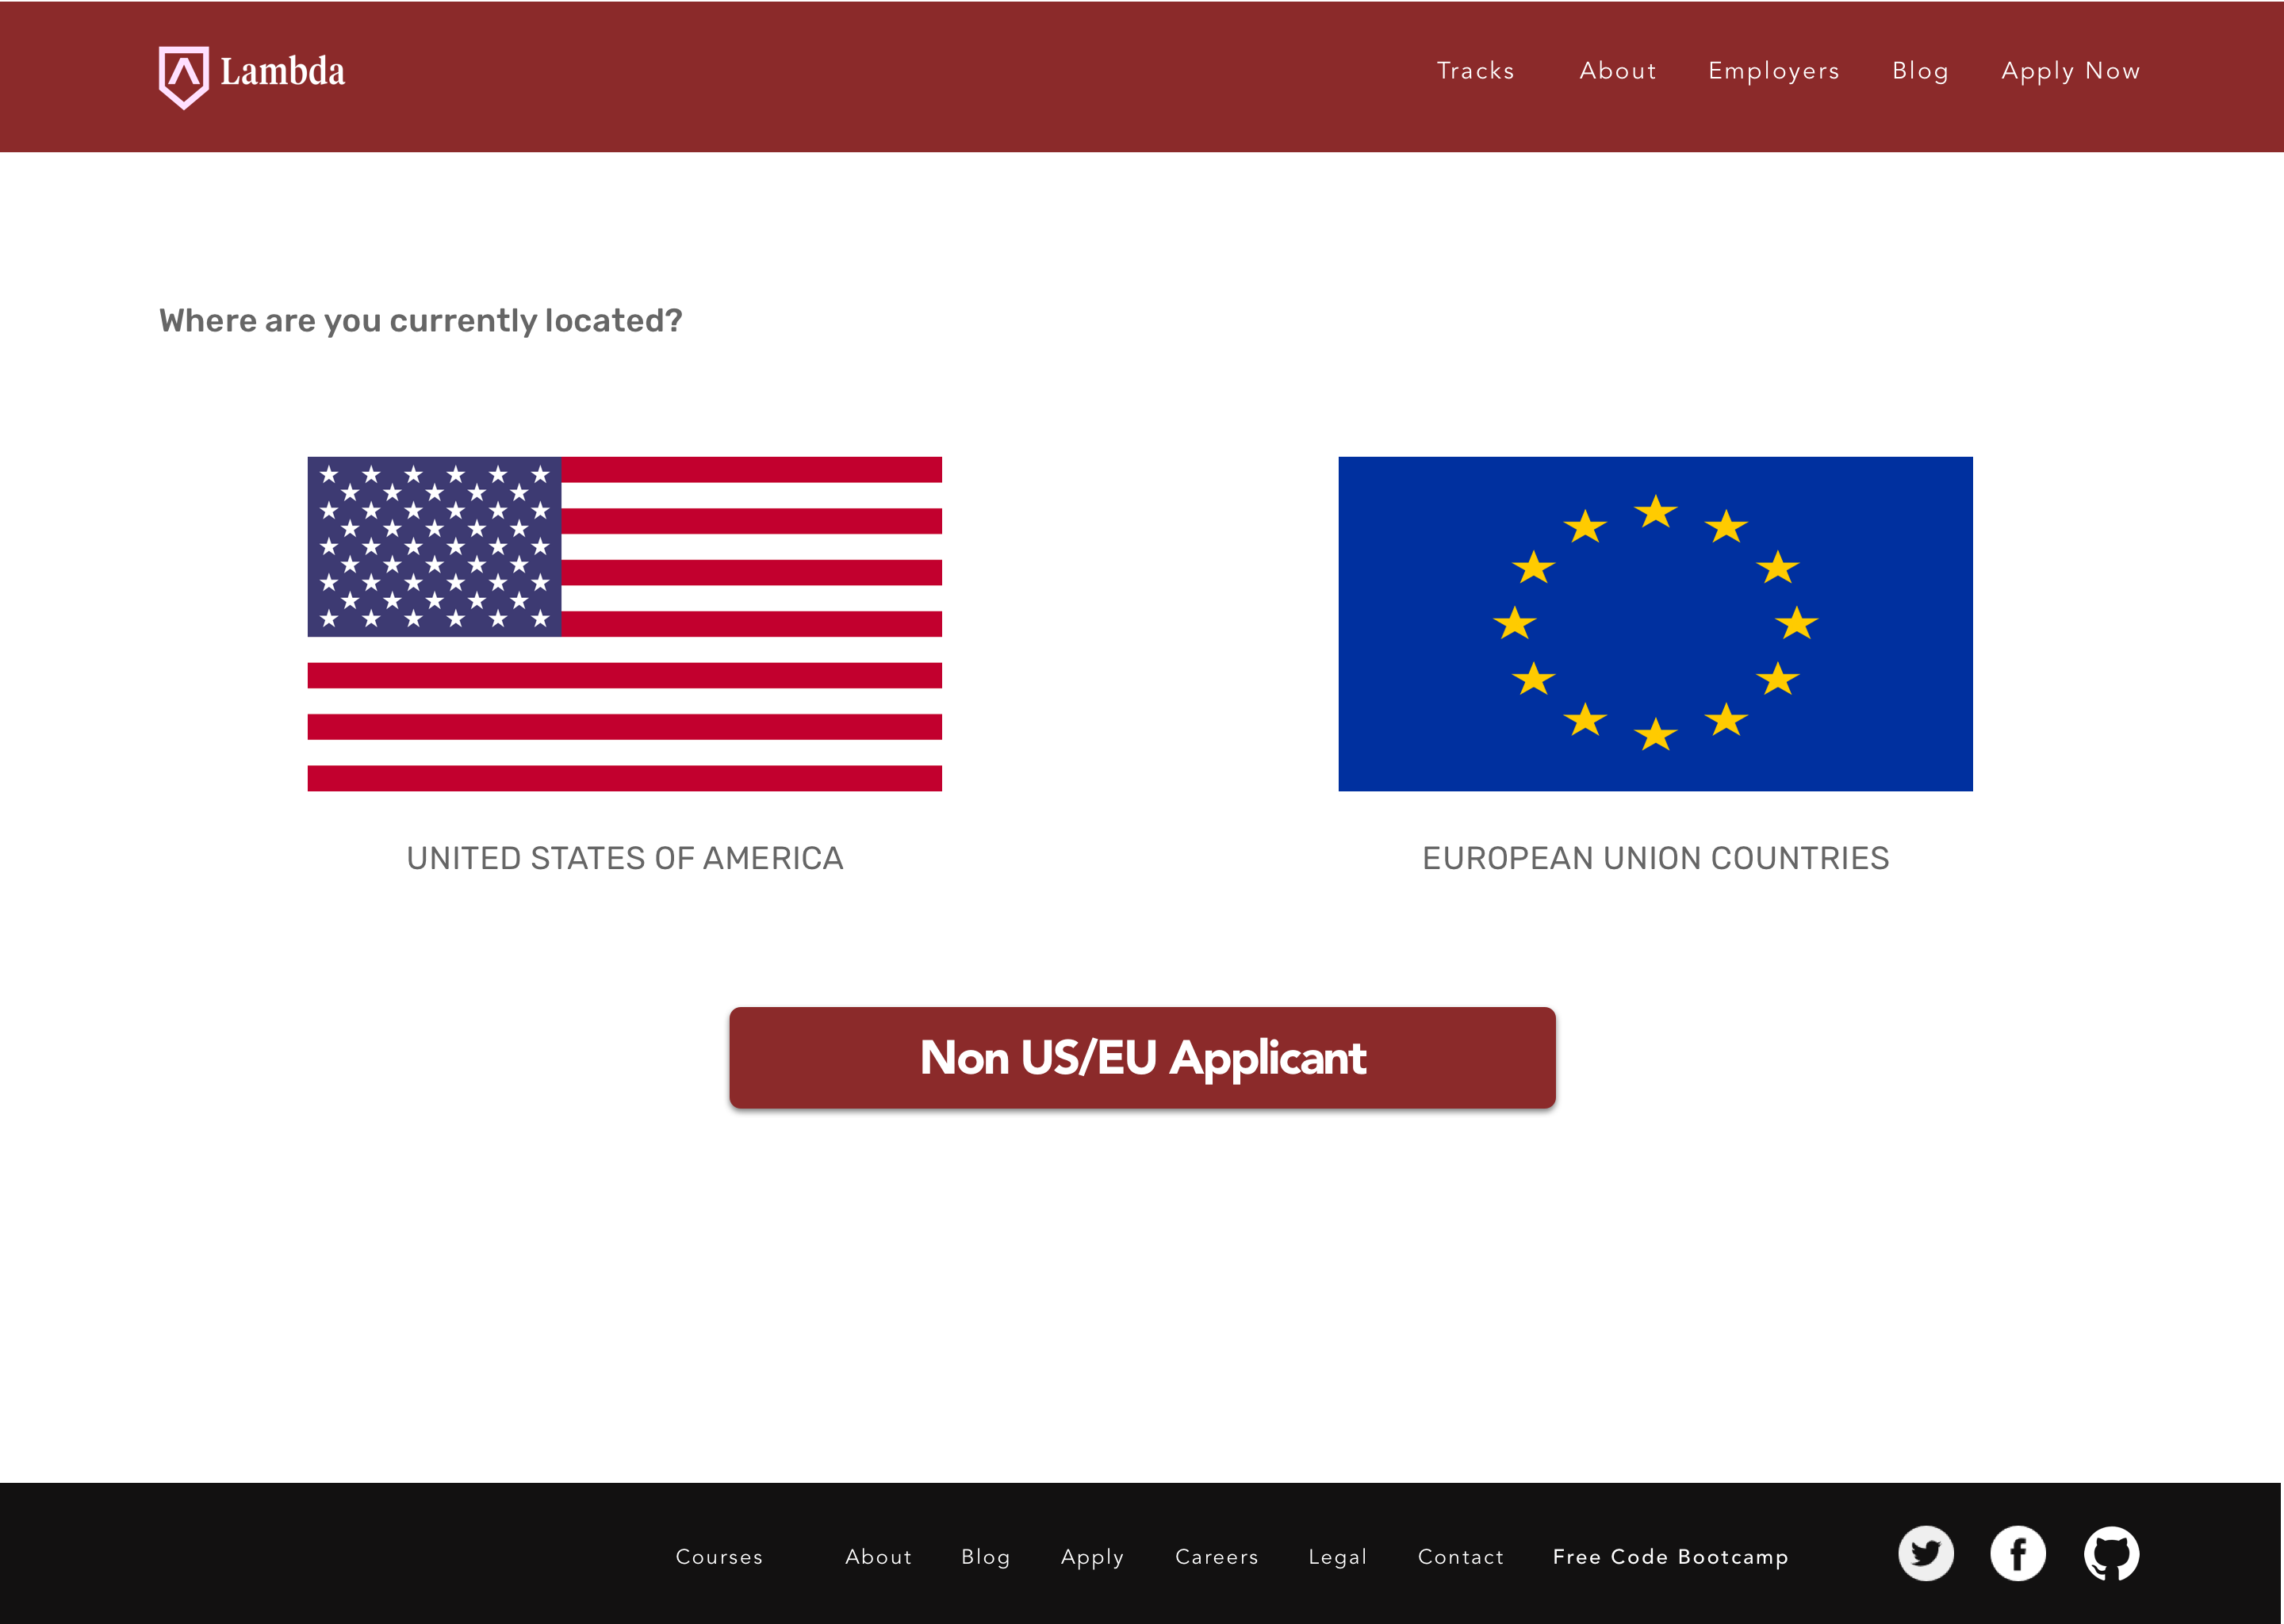 Lambda
Tracks About Employers Blog Apply Now
Where are you currently located?
UNITED STATES OF AMERICA
EUROPEAN UNION COUNTRIES
Non US/EU Applicant
Courses About Blog Apply Careers Legal Contact Free Code Bootcamp